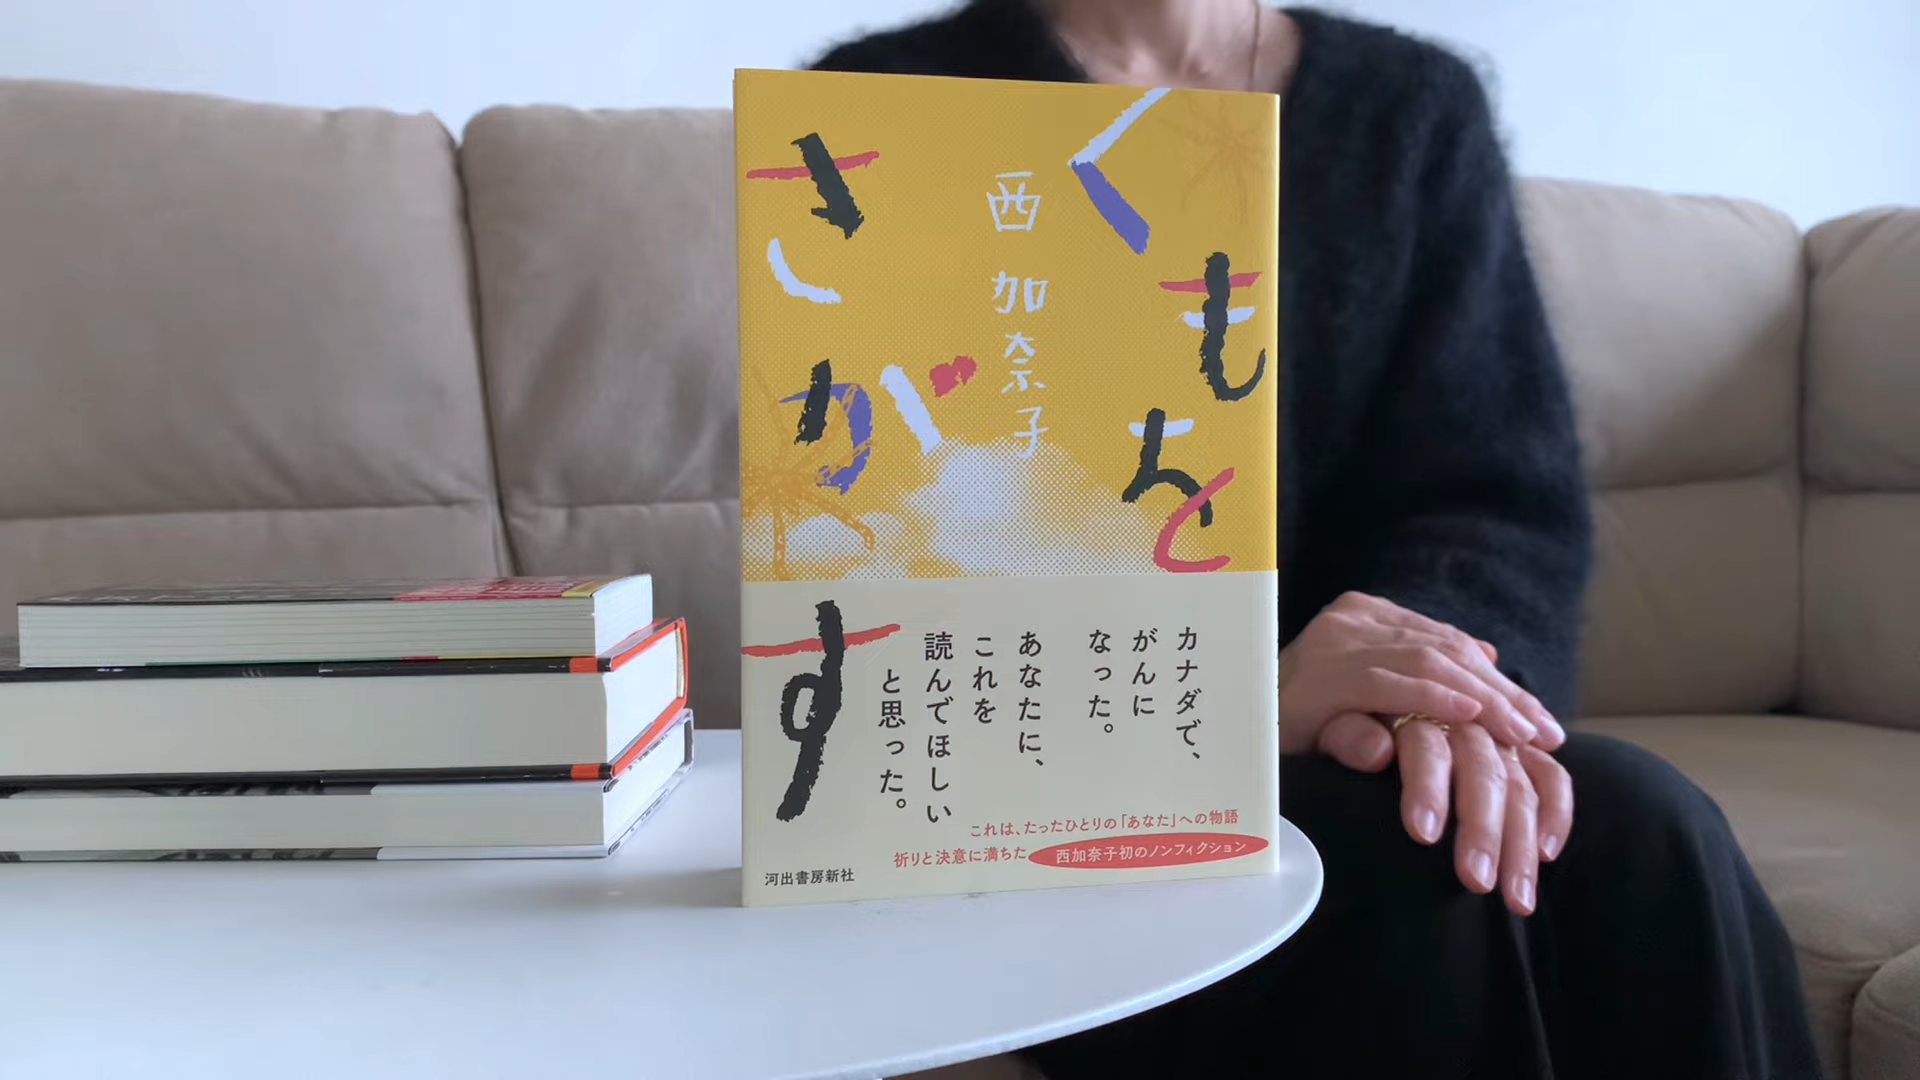 くもを
さがす
西加奈子
カナダで、
がんに
なった。
あなたに、
これを
読んでほしい
と思った。
これは、たったひとりの「あなた」への物語
祈りと決意に満ちた 西加奈子初のノンフィクション
河出書房新社